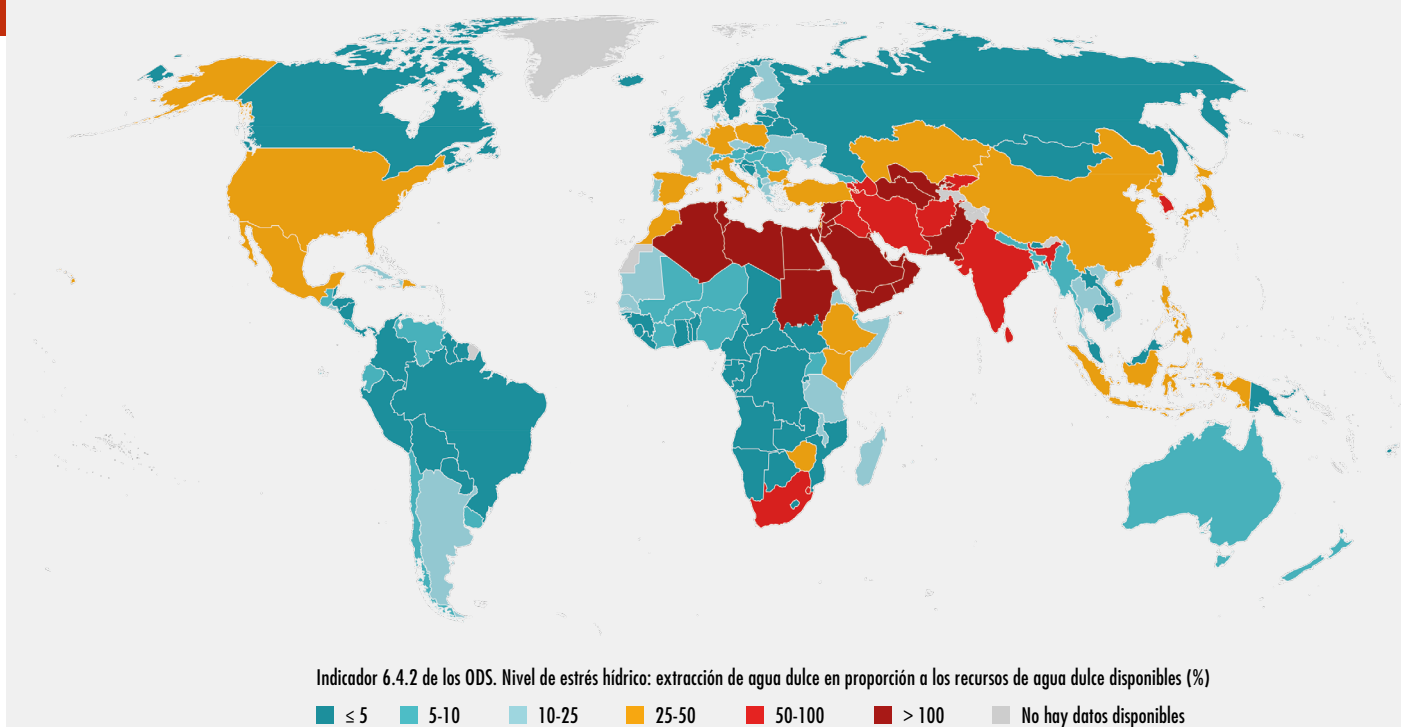 Indicador 6.4.2 de los ODS. Nivel de estrés hídrico: extracción de agua dulce en proporción a los recursos de agua dulce disponibles (%)
≤ 5 5-10 10-25 25-50 50-100 > 100 No hay datos disponibles